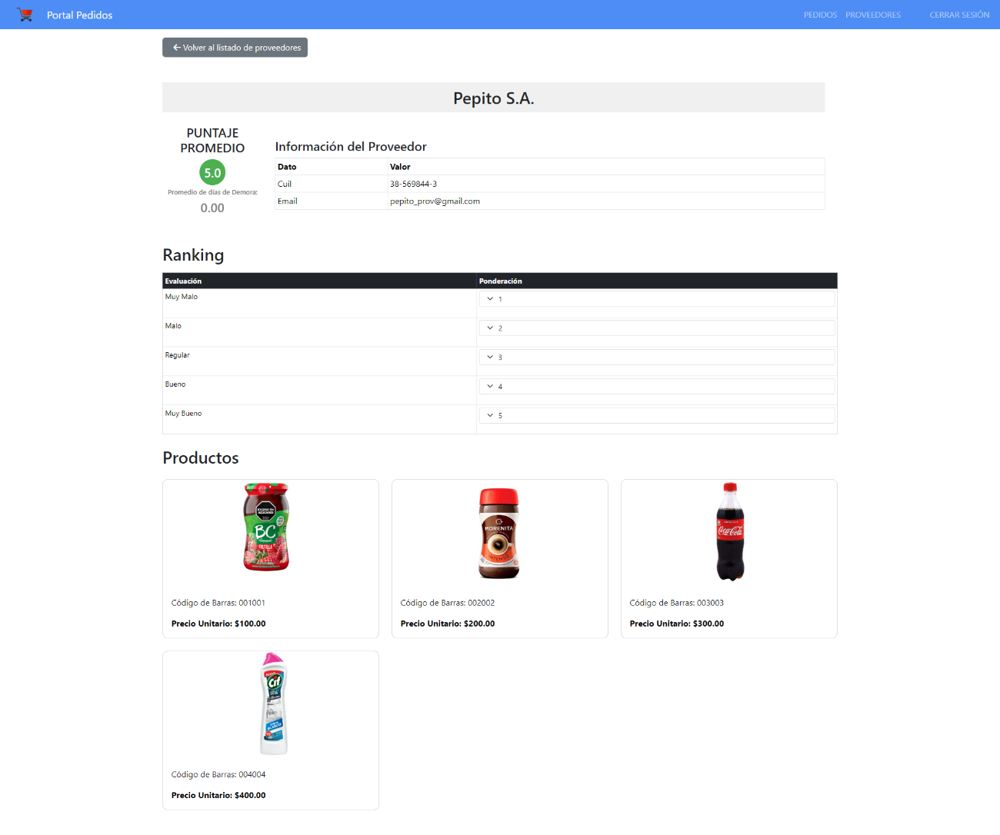 Portal Pedidos
PEDIDOS PROVEEDORES CERRAR SESIÓN
Volver al listado de proveedores
Pepito S.A.
PUNTAJE
PROMEDIO
5.0
Promedio de días de Demora:
0.00
Información del Proveedor
Dato Valor
Cuil 38-569844-3
Email pepito_prov@gmail.com
Ranking
Evaluación Ponderación
Muy Malo 1
Malo 2
Regular 3
Bueno 4
Muy Bueno 5
Productos
EXCESO EN
AZÚCARES
BC
FRUTILLA
Código de Barras: 001001
Precio Unitario: $100.00
MORENITA
INTENSO
Código de Barras: 002002
Precio Unitario: $200.00
Coca-Cola
Código de Barras: 003003
Precio Unitario: $300.00
Cif
Código de Barras: 004004
Precio Unitario: $400.00